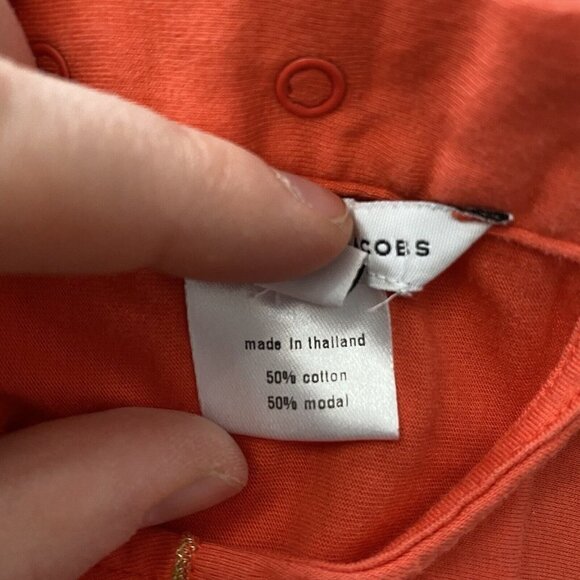 COBS
made in thailand
50% cotton
50% modal